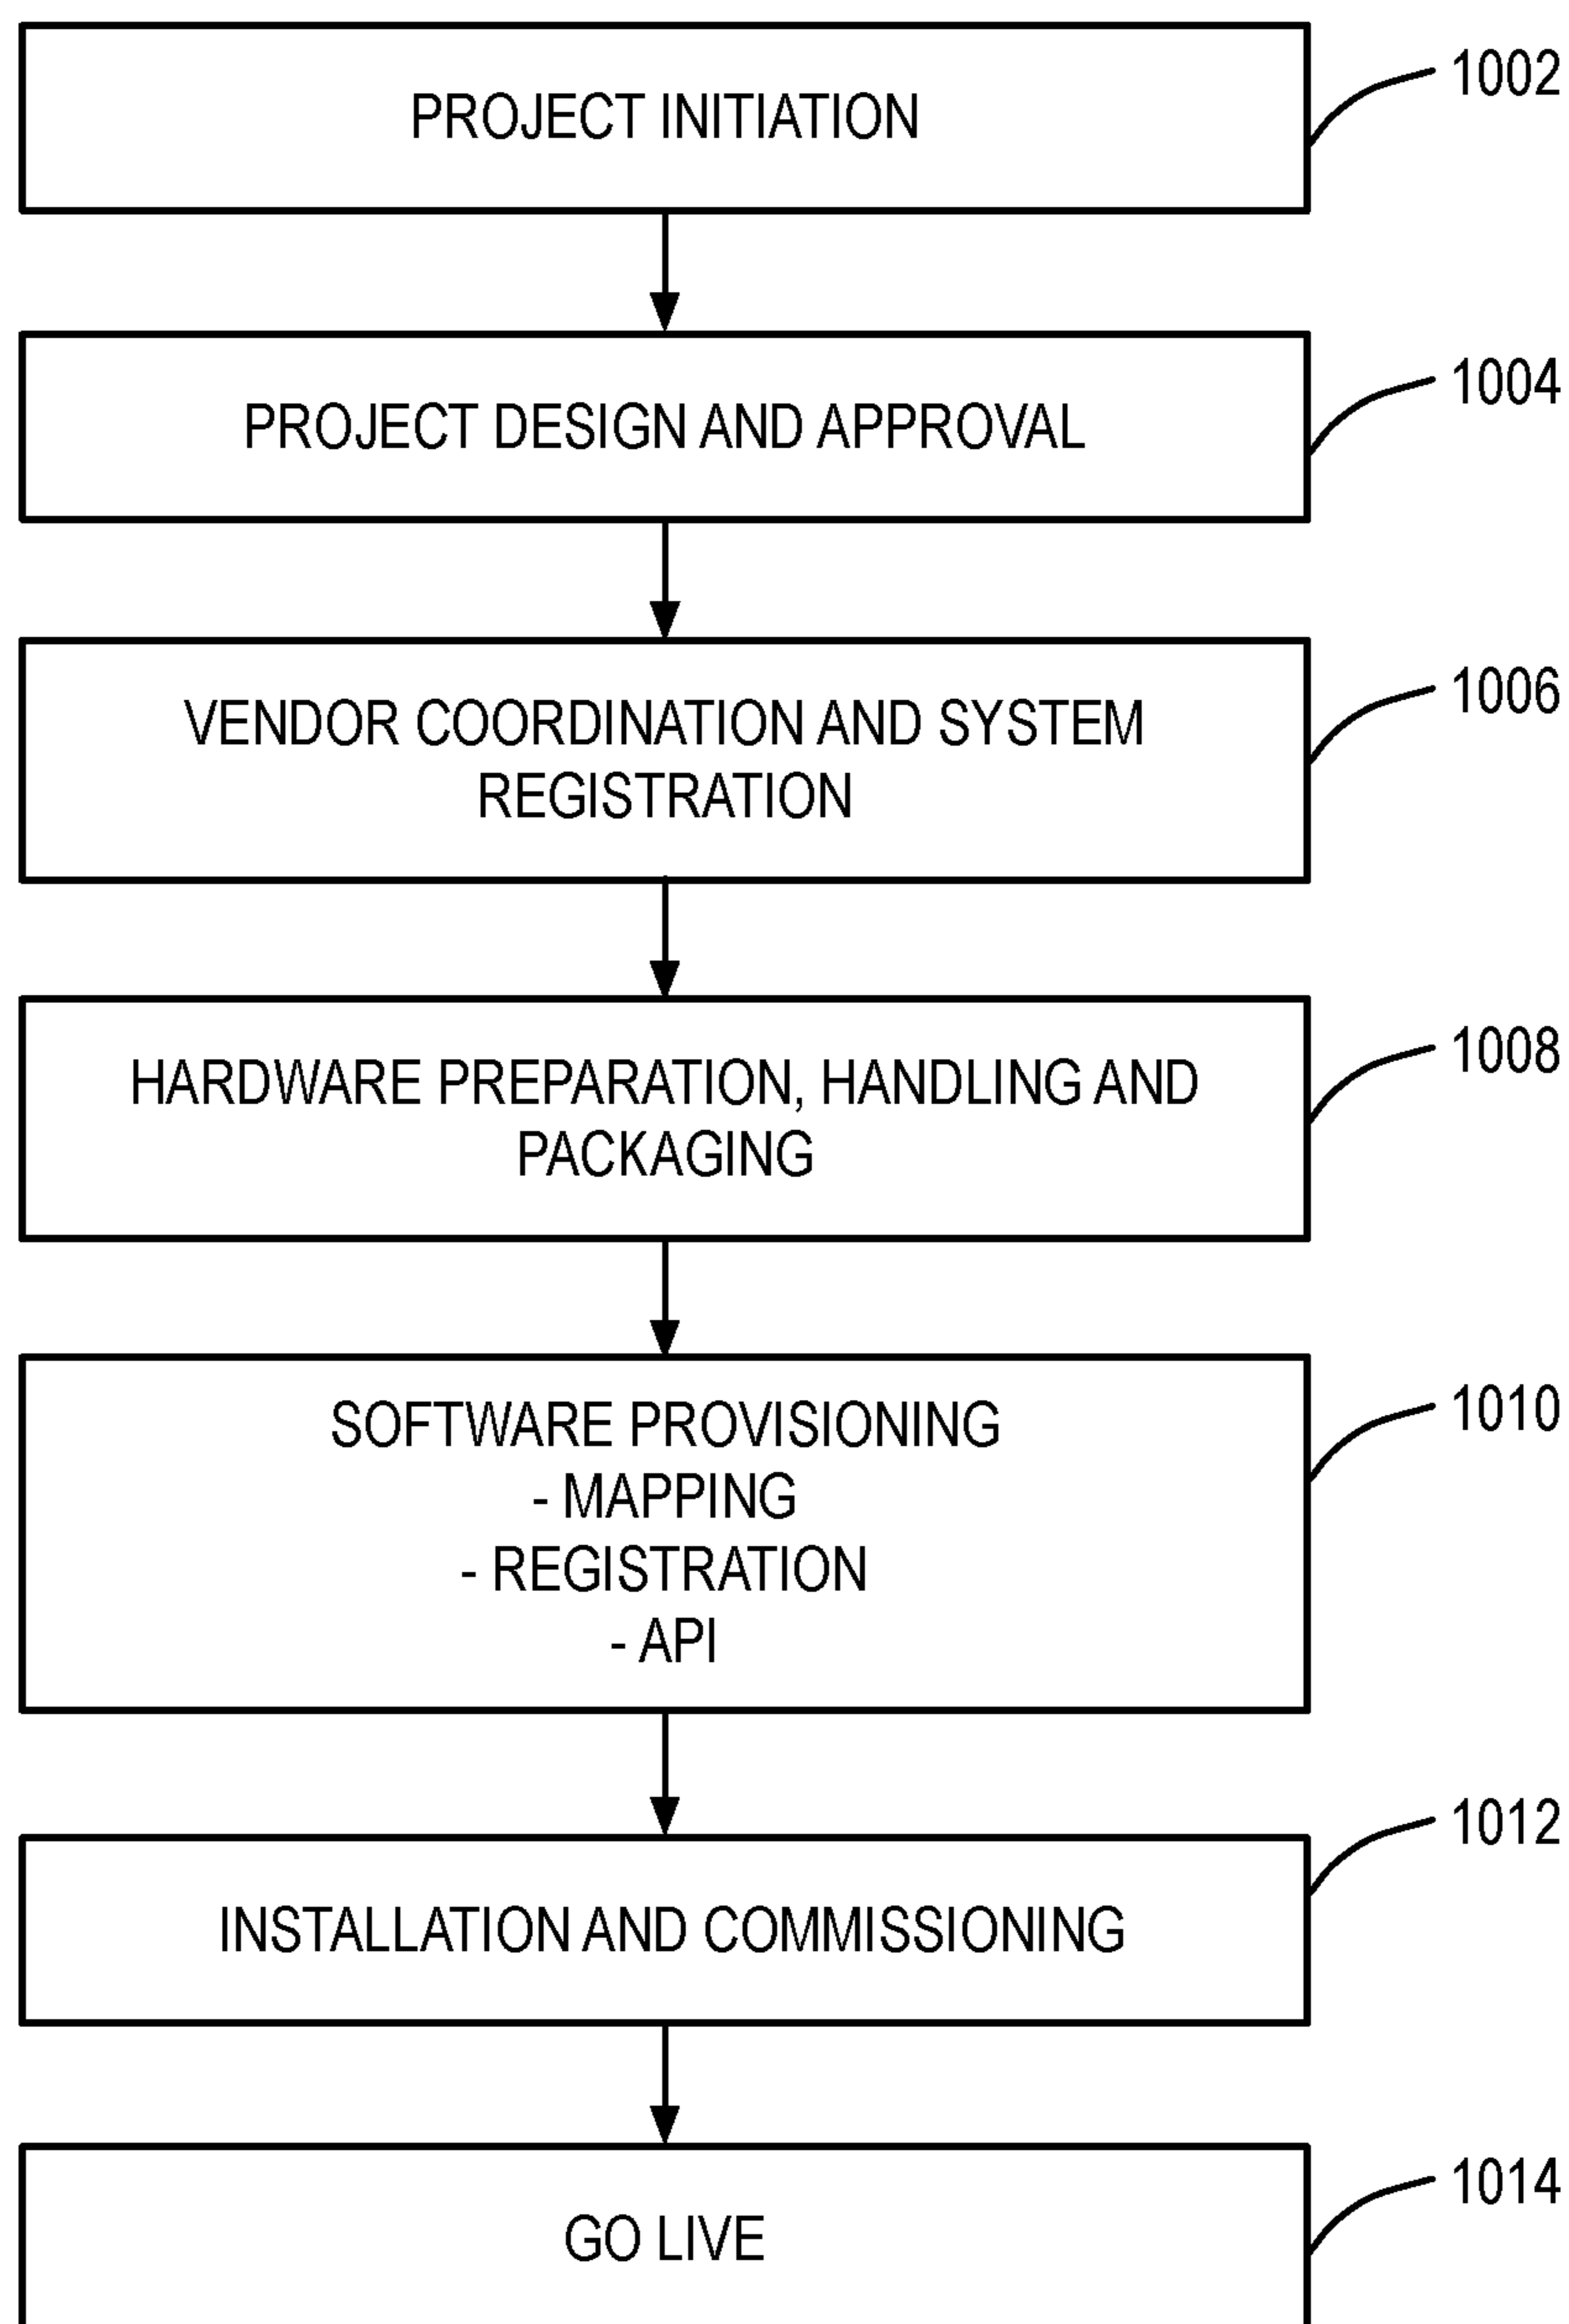 PROJECT INITIATION
1002
PROJECT DESIGN AND APPROVAL
1004
VENDOR COORDINATION AND SYSTEM
REGISTRATION
1006
HARDWARE PREPARATION, HANDLING AND
PACKAGING
1008
SOFTWARE PROVISIONING
- MAPPING
- REGISTRATION
- API
1010
INSTALLATION AND COMMISSIONING
1012
GO LIVE
1014